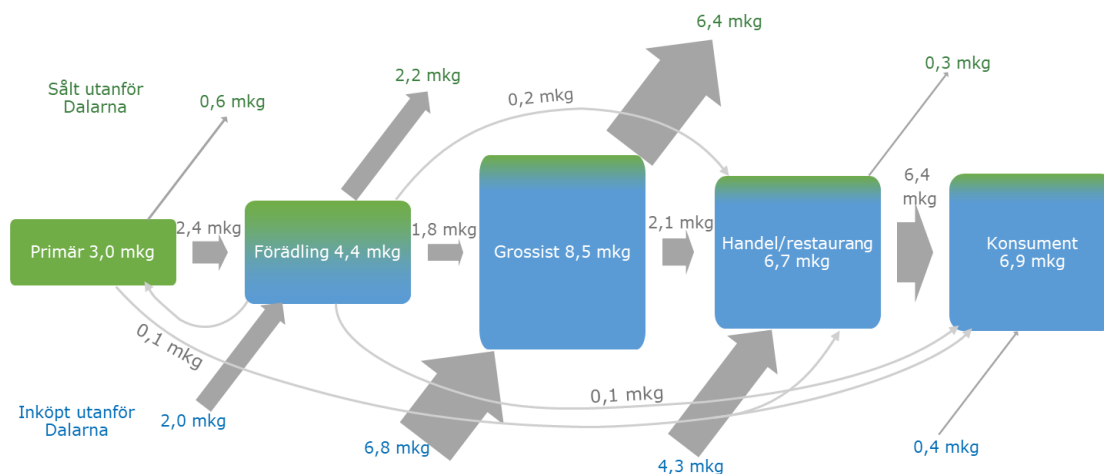 6,4 mkg
Sålt utanför
Dalarna
0,6 mkg
2,2 mkg
0,2 mkg
0,3 mkg
Primär 3,0 mkg
2,4 mkg
Förädling 4,4 mkg
1,8 mkg
Grossist 8,5 mkg
2,1 mkg
Handel/restaurang
6,7 mkg
6,4
mkg
Konsument
6,9 mkg
0,1 mkg
0,1 mkg
Inköpt utanför
Dalarna
2,0 mkg
6,8 mkg
4,3 mkg
0,4 mkg